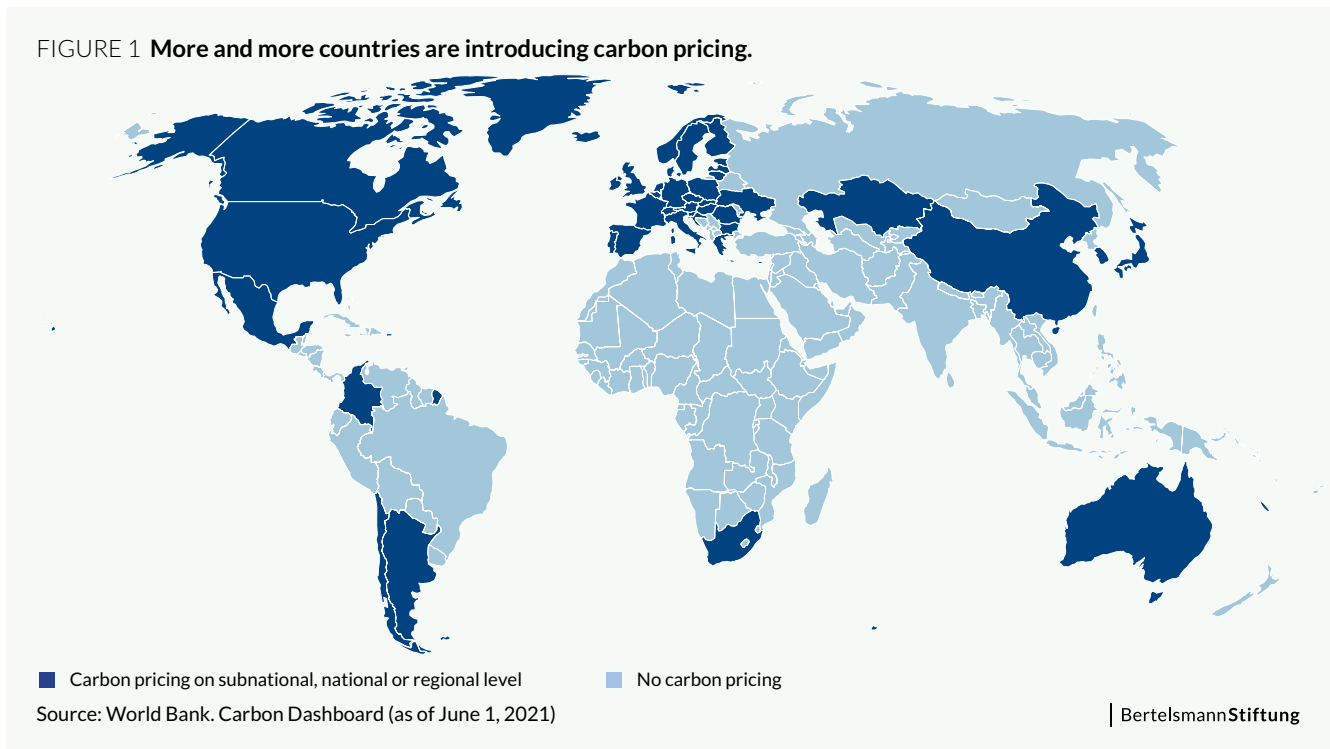 FIGURE 1 More and more countries are introducing carbon pricing.
Carbon pricing on subnational, national or regional level
No carbon pricing
Source: World Bank. Carbon Dashboard (as of June 1, 2021)
BertelsmannStiftung